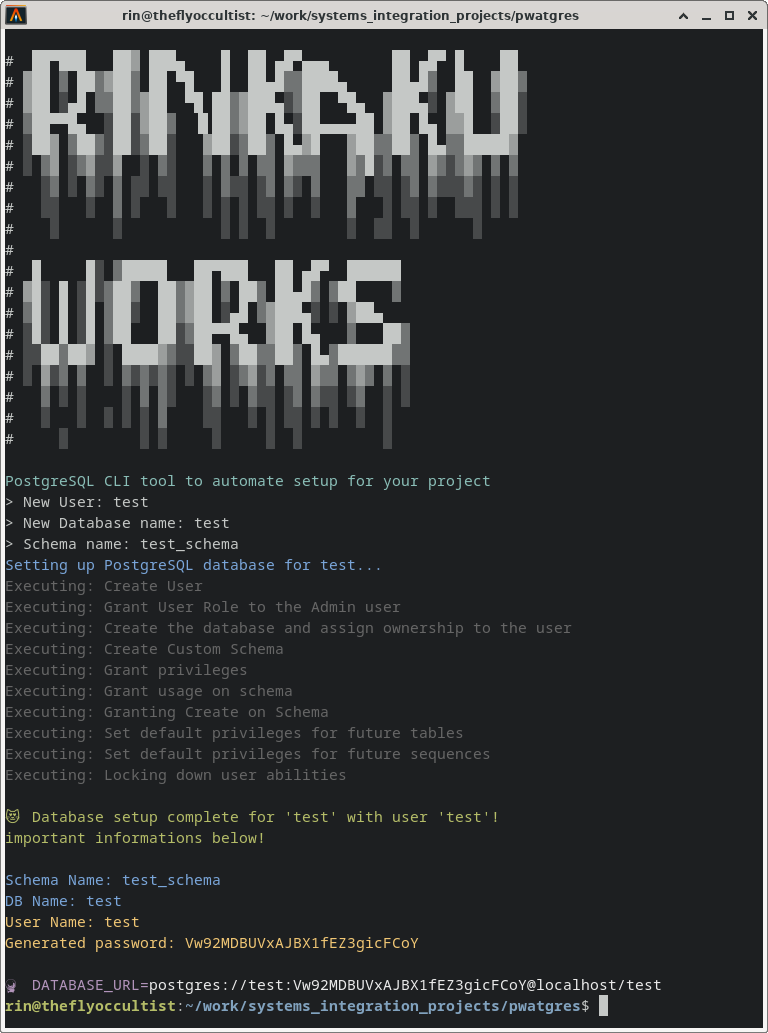 rin@theflyoccultist: ~/work/systems_integration_projects/pwatgres
# RINKAKU
#
#
#
#
#
#
#
#
#
# WORKS
#
#
#
#
#
#
#
#
PostgreSQL CLI tool to automate setup for your project
> New User: test
> New Database name: test
> Schema name: test_schema
Setting up PostgreSQL database for test...
Executing: Create User
Executing: Grant User Role to the Admin user
Executing: Create the database and assign ownership to the user
Executing: Create Custom Schema
Executing: Grant privileges
Executing: Grant usage on schema
Executing: Granting Create on Schema
Executing: Set default privileges for future tables
Executing: Set default privileges for future sequences
Executing: Locking down user abilities
😻 Database setup complete for 'test' with user 'test'!
important informations below!
Schema Name: test_schema
DB Name: test
User Name: test
Generated password: Vw92MDBUVxAJBX1fEZ3gicFCoY
DATABASE_URL=postgres://test:Vw92MDBUVxAJBX1fEZ3gicFCoY@localhost/test
rin@theflyoccultist:~/work/systems_integration_projects/pwatgres$